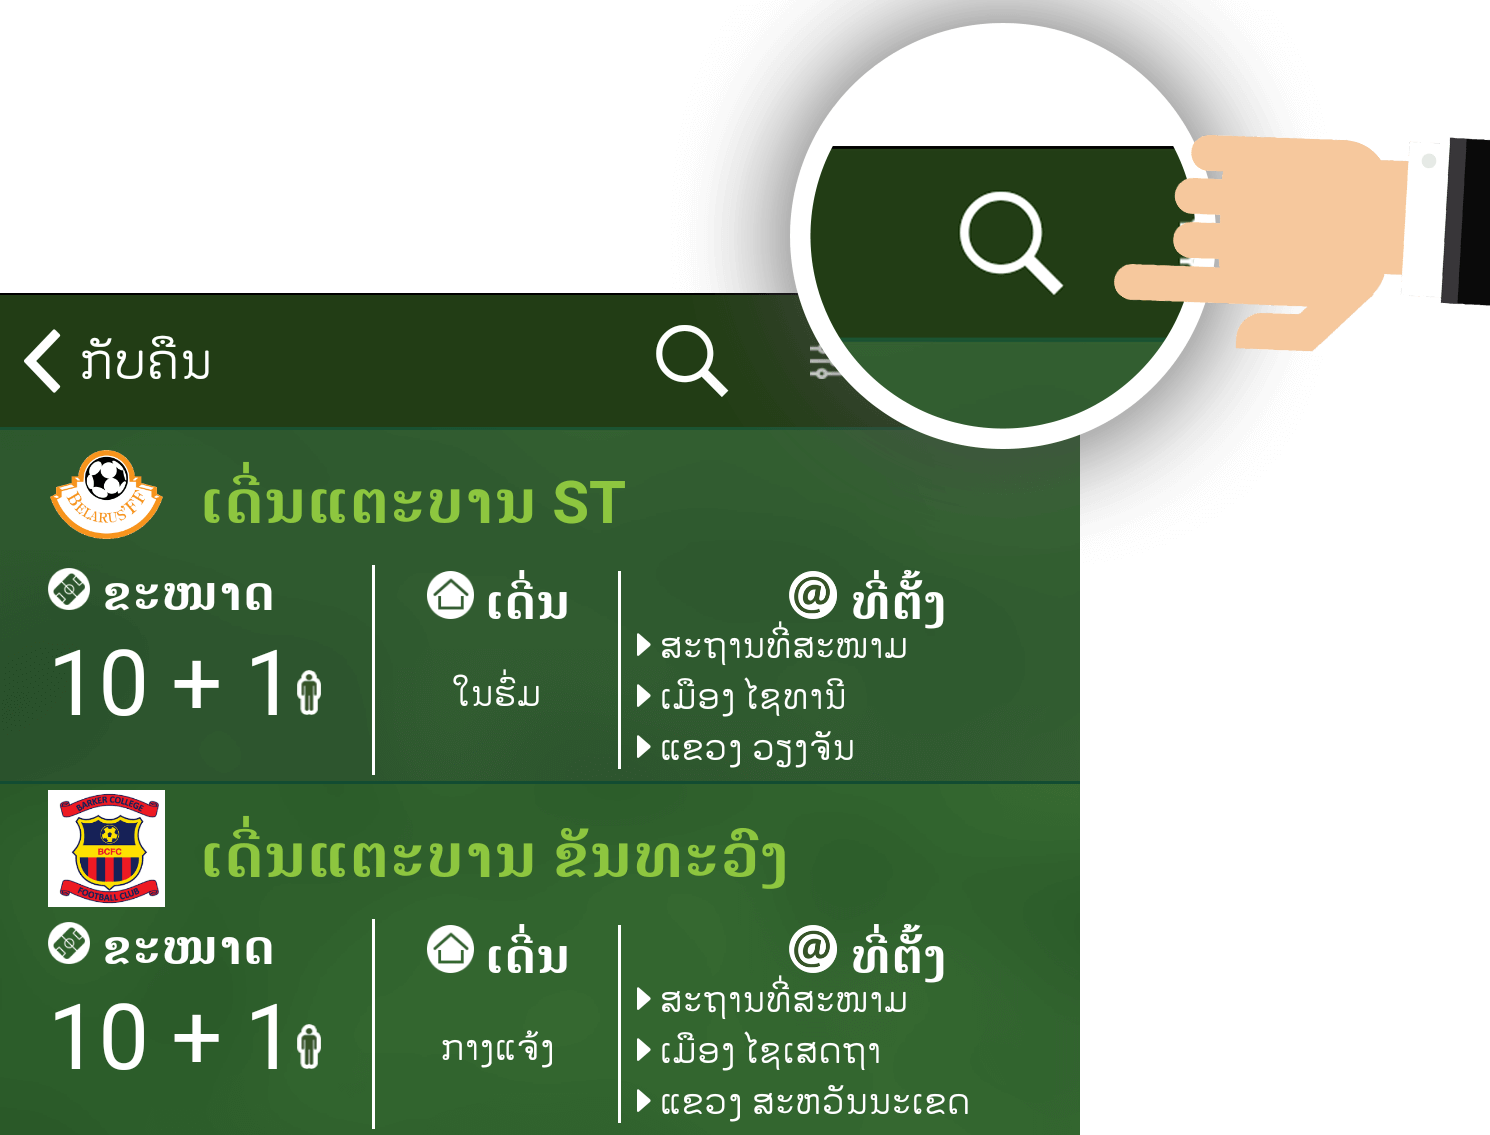 ກັບຄືນ
BELARUS' FF
ເດີ່ນເຕະບານ ST
ຂະໜາດ
ເດີ່ນ
@ ທີ່ຕັ້ງ
10 + 1
ໃນຮົ່ມ
ສະຖານທີ່ສະໜາມ
ເມືອງ ໄຊທານີ
ແຂວງ ວຽງຈັນ
BARKER COLLEGE
BCFC
FOOTBALL CLUB
ເດີ່ນເຕະບານ ຂັນທະວົງ
ຂະໜາດ
ເດີ່ນ
@ ທີ່ຕັ້ງ
10 + 1
ກາງແຈ້ງ
ສະຖານທີ່ສະໜາມ
ເມືອງ ໄຊເສດຖາ
ແຂວງ ສະຫວັນນະເຂດ